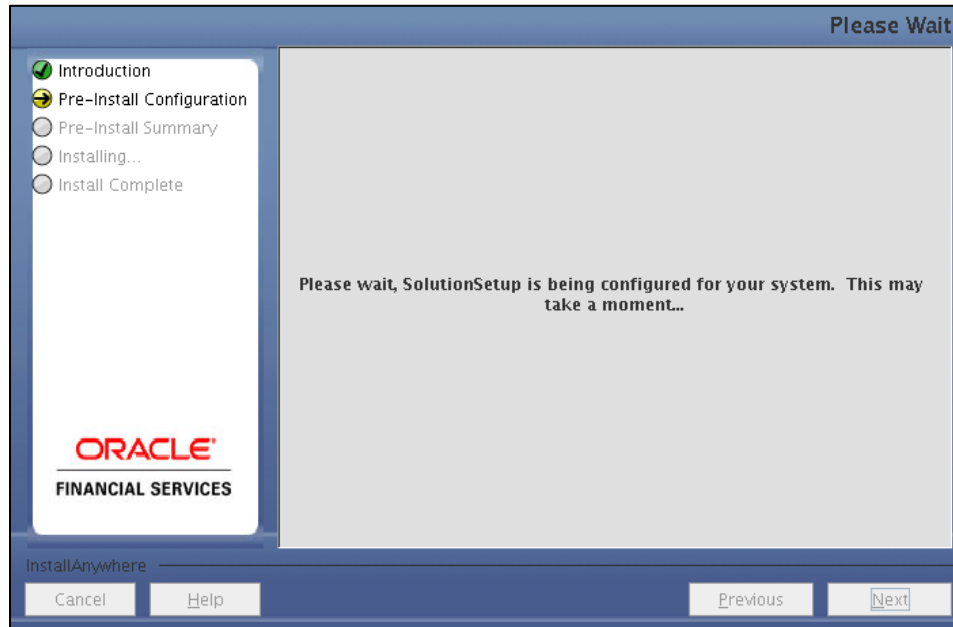 Please Wait
Introduction
Pre-Install Configuration
Pre-Install Summary
Installing...
Install Complete
Please wait, SolutionSetup is being configured for your system. This may
take a moment...
ORACLE'
FINANCIAL SERVICES
InstallAnywhere
Cancel
Help
Previous
Next